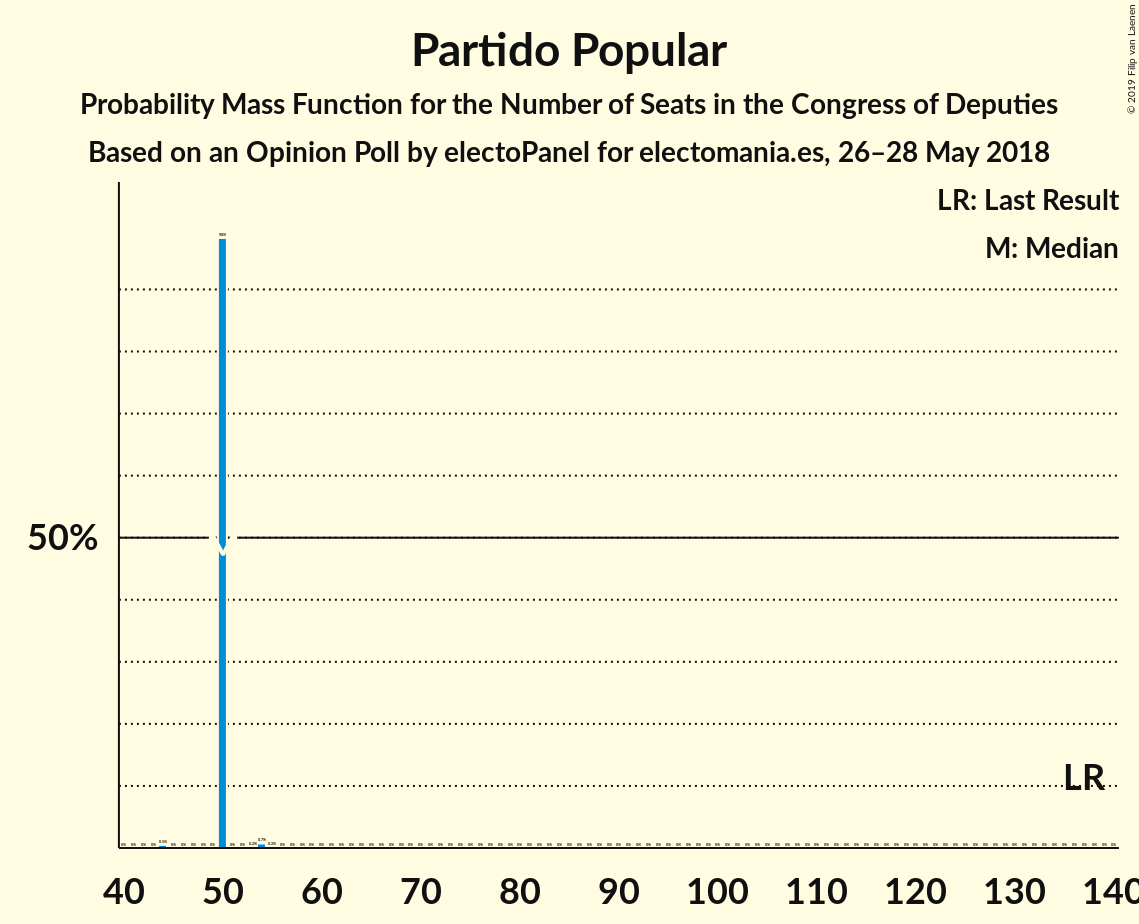 Partido Popular
Probability Mass Function for the Number of Seats in the Congress of Deputies
Based on an Opinion Poll by electoPanel for electomania.es, 26–28 May 2018
© 2019 Filip van Laenen
LR: Last Result
M: Median
50%
LR
40 50 60 70 80 90 100 110 120 130 140